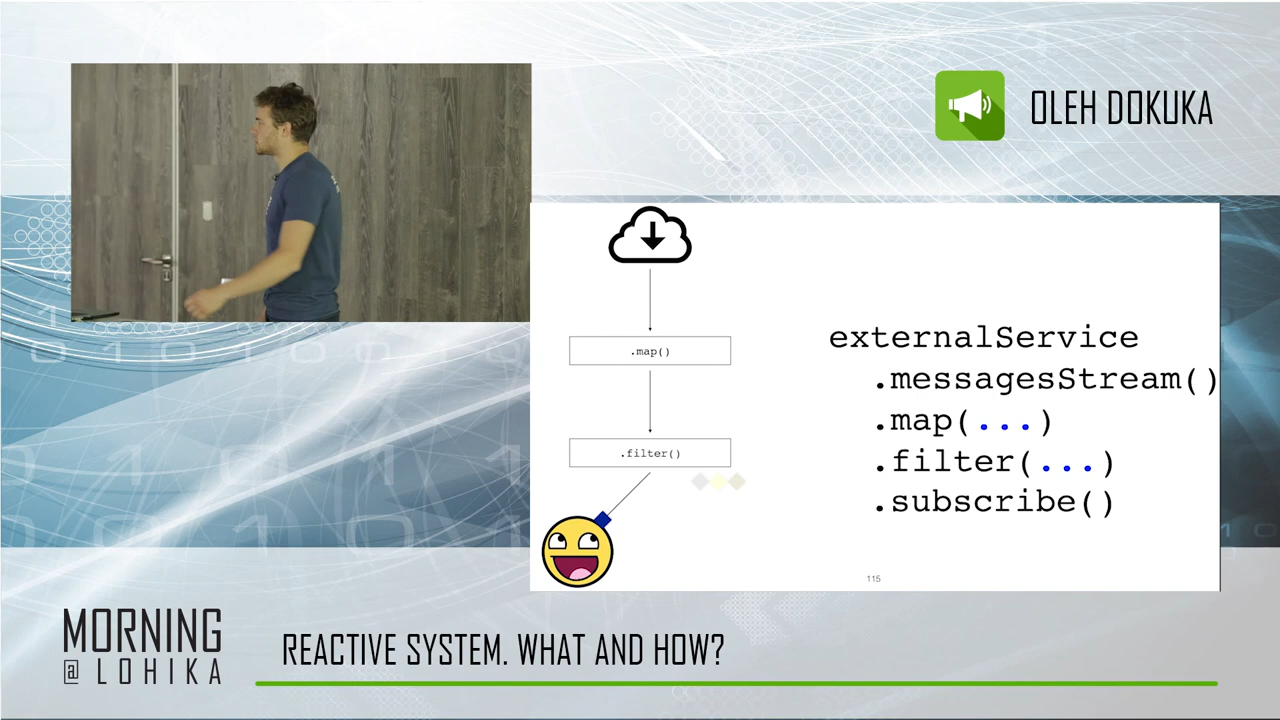 OLEH DOKUKA
.map()
.filter()
externalService
.messagesStream()
.map(...)
.filter(...)
.subscribe()
115
MORNING
@ LOHIKA
REACTIVE SYSTEM. WHAT AND HOW?